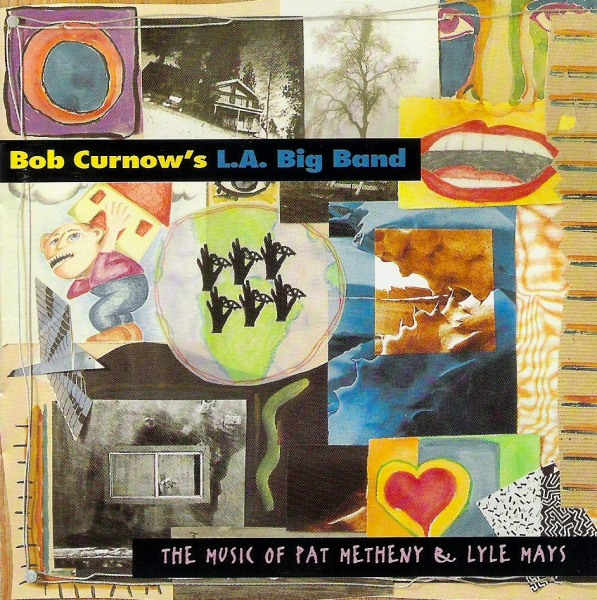 Bob Curnow's L.A. Big Band
THE MUSIC OF PAT METHENY & LYLE MAYS